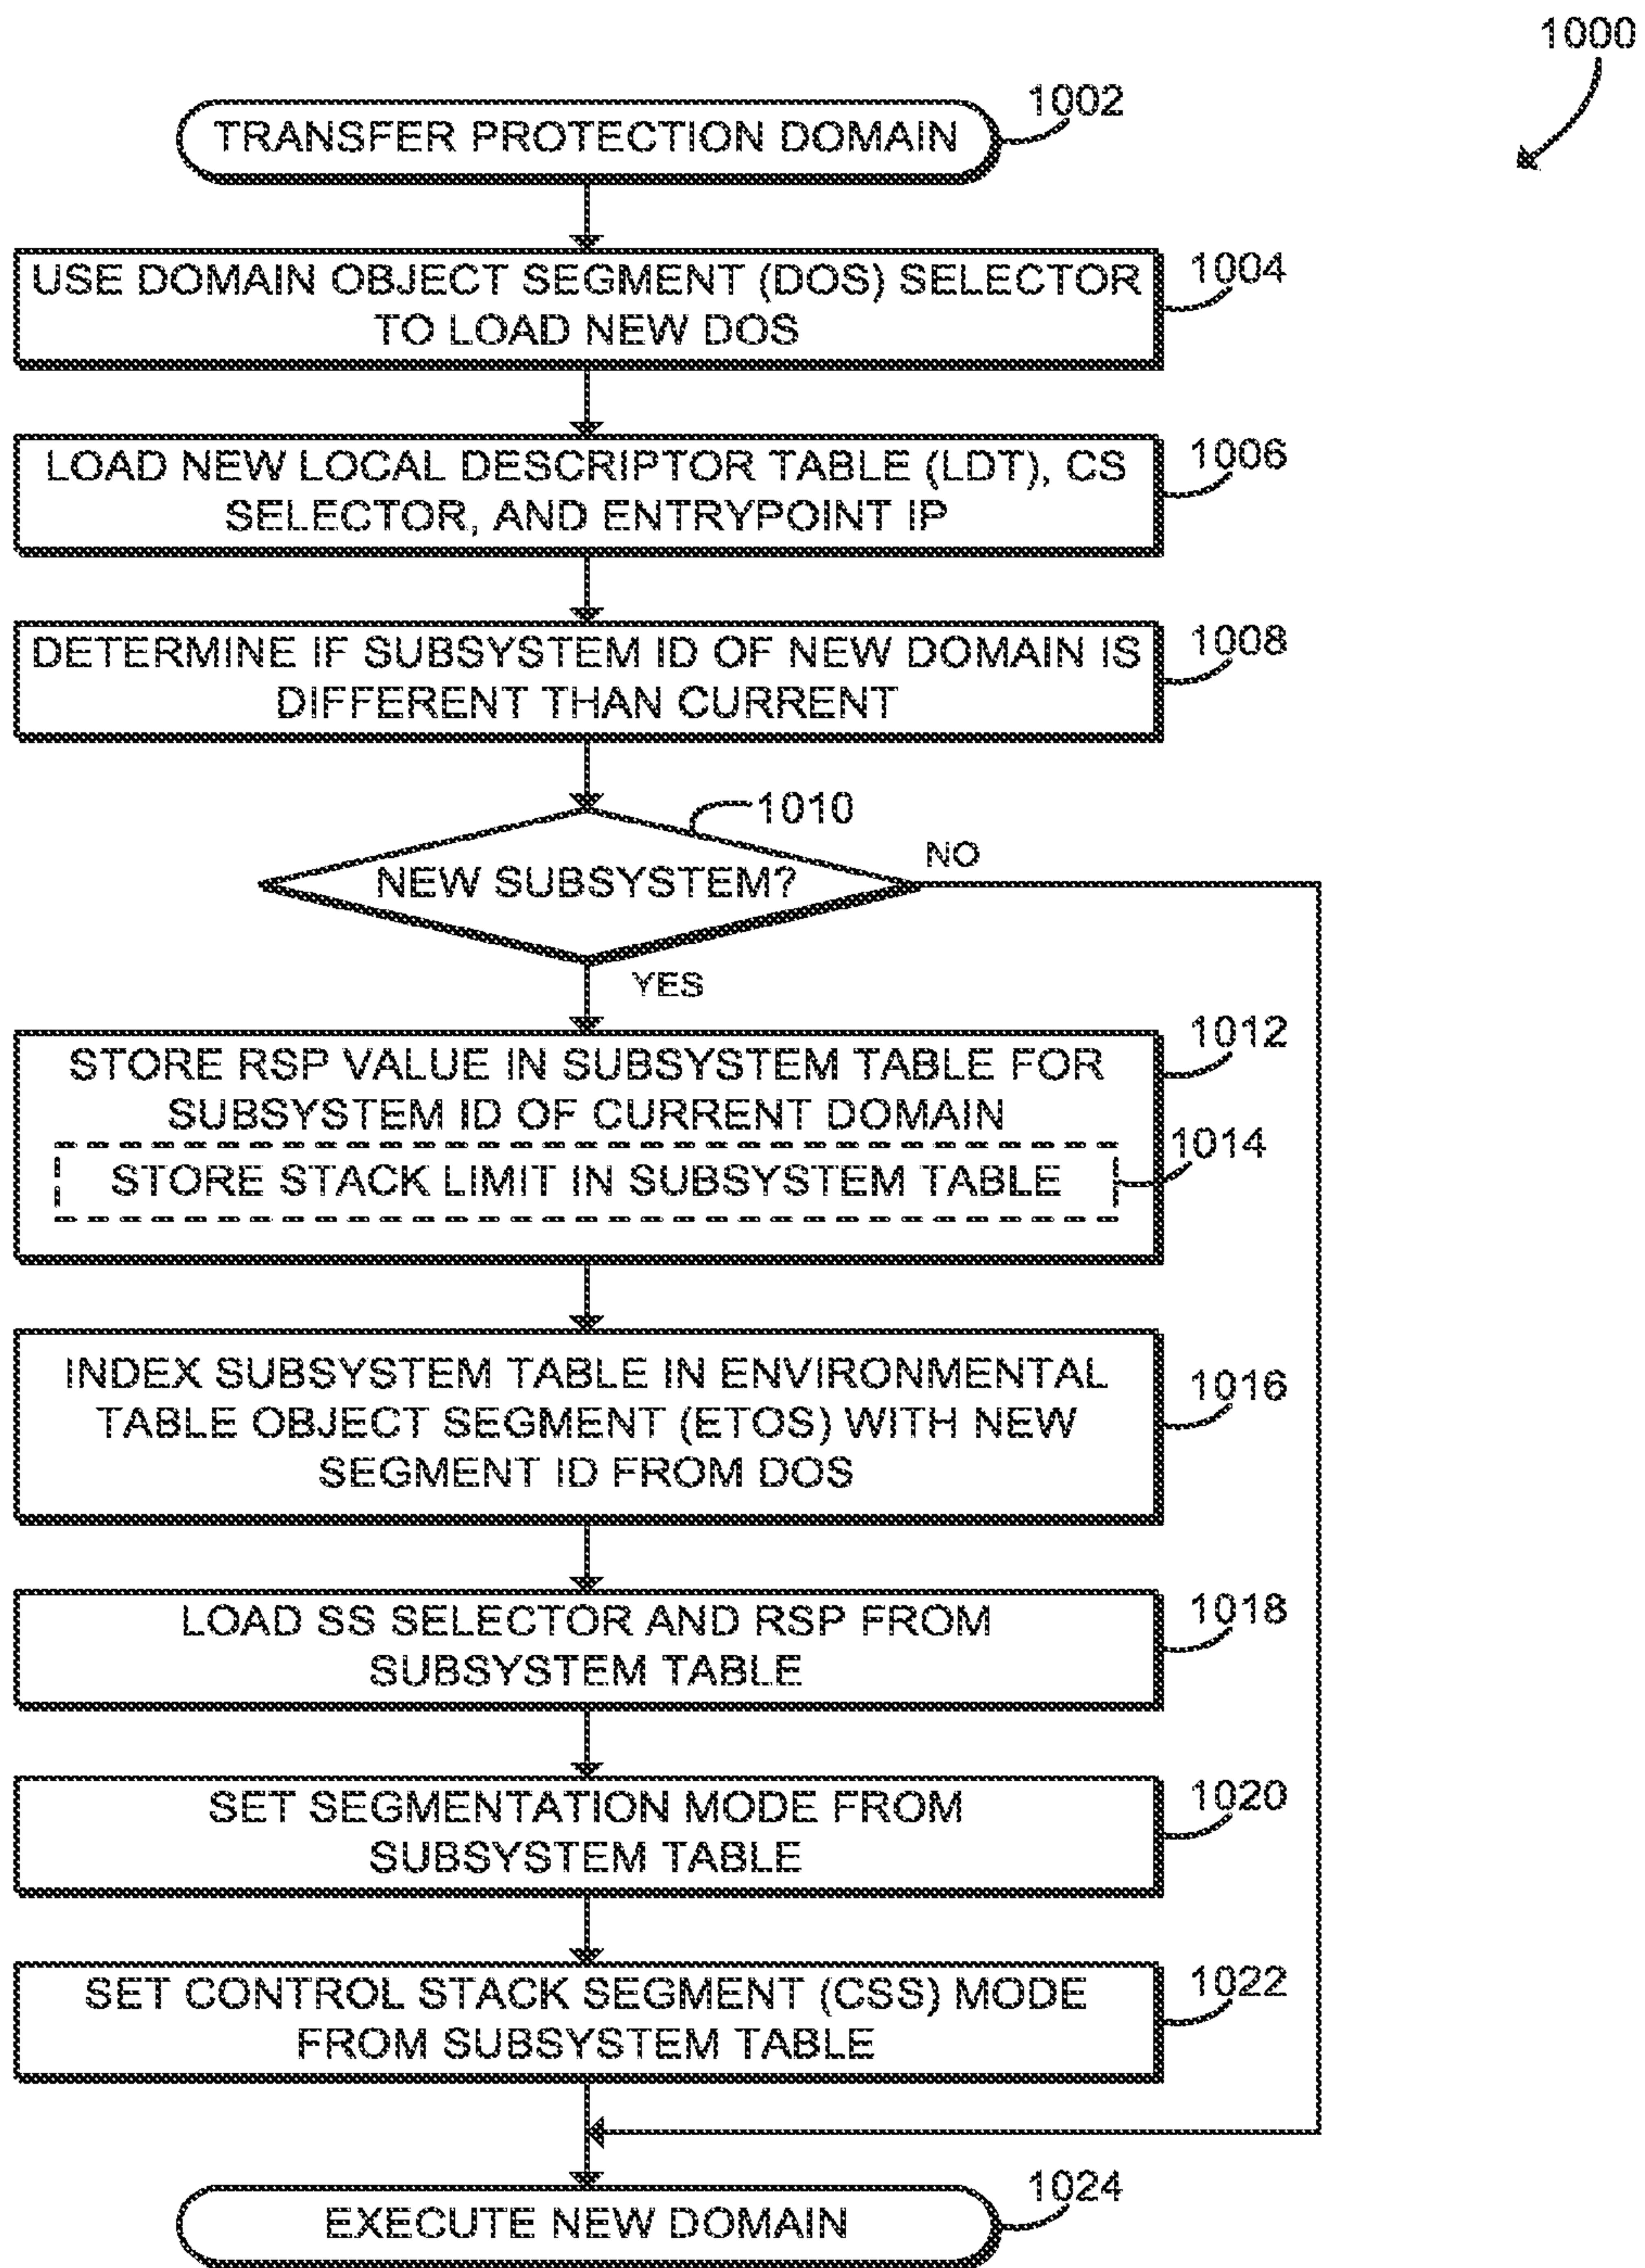 1000
TRANSFER PROTECTION DOMAIN
1002
USE DOMAIN OBJECT SEGMENT (DOS) SELECTOR
TO LOAD NEW DOS
1004
LOAD NEW LOCAL DESCRIPTOR TABLE (LDT), CS
SELECTOR, AND ENTRYPOINT IP
1006
DETERMINE IF SUBSYSTEM ID OF NEW DOMAIN IS
DIFFERENT THAN CURRENT
1008
1010
NEW SUBSYSTEM?
NO
YES
STORE RSP VALUE IN SUBSYSTEM TABLE FOR
SUBSYSTEM ID OF CURRENT DOMAIN
1012
STORE STACK LIMIT IN SUBSYSTEM TABLE
1014
INDEX SUBSYSTEM TABLE IN ENVIRONMENTAL
TABLE OBJECT SEGMENT (ETOS) WITH NEW
SEGMENT ID FROM DOS
1016
LOAD SS SELECTOR AND RSP FROM
SUBSYSTEM TABLE
1018
SET SEGMENTATION MODE FROM
SUBSYSTEM TABLE
1020
SET CONTROL STACK SEGMENT (CSS) MODE
FROM SUBSYSTEM TABLE
1022
EXECUTE NEW DOMAIN
1024